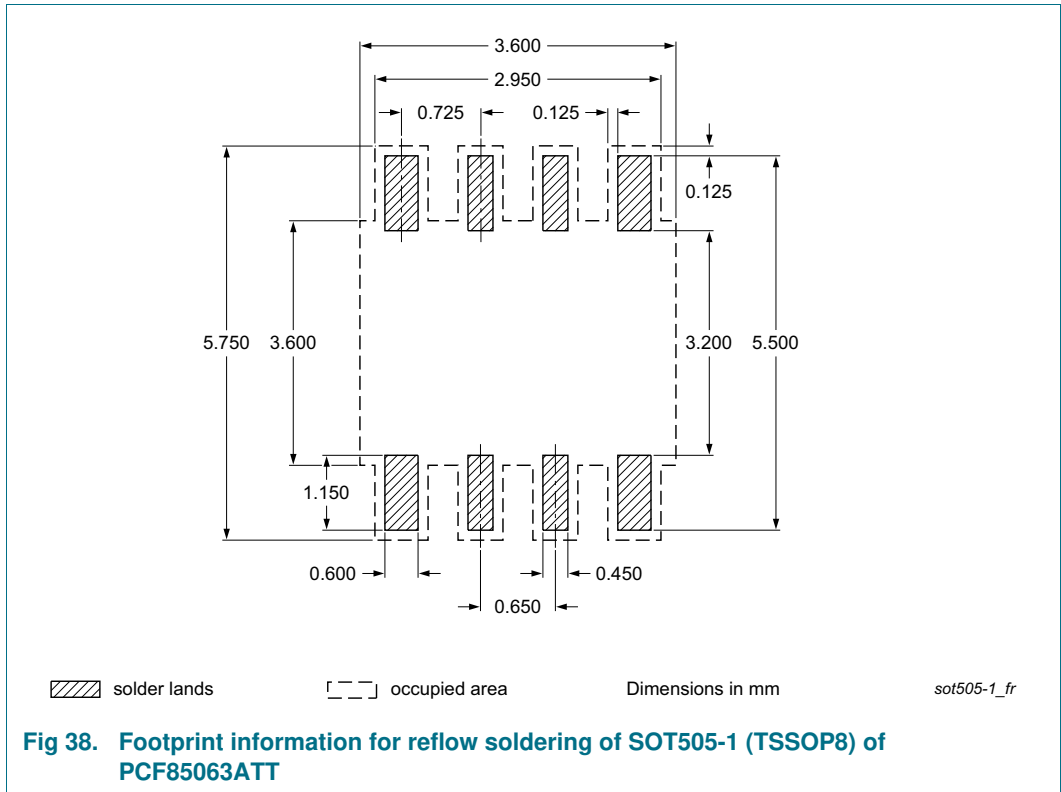 3.600
2.950
0.725 0.125
0.125
5.750 3.600 3.200 5.500
1.150
0.600 0.450
0.650
solder lands occupied area Dimensions in mm sot505-1_fr
Fig 38. Footprint information for reflow soldering of SOT505-1 (TSSOP8) of
PCF85063ATT